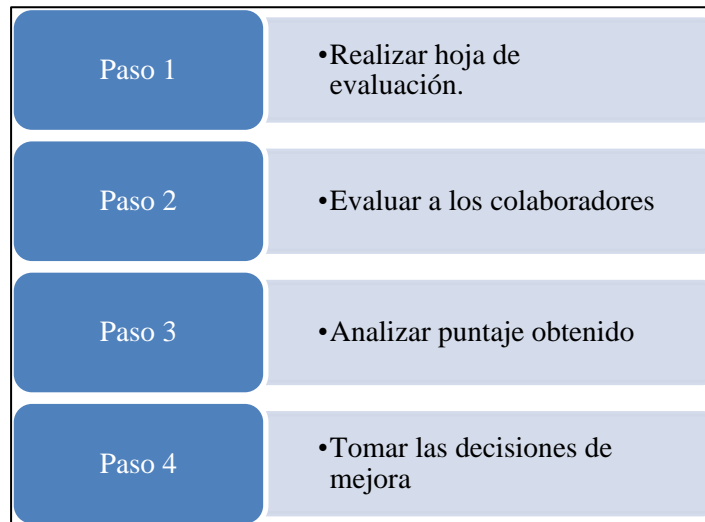 Paso 1
•Realizar hoja de
evaluación.
Paso 2
•Evaluar a los colaboradores
Paso 3
•Analizar puntaje obtenido
Paso 4
•Tomar las decisiones de
mejora